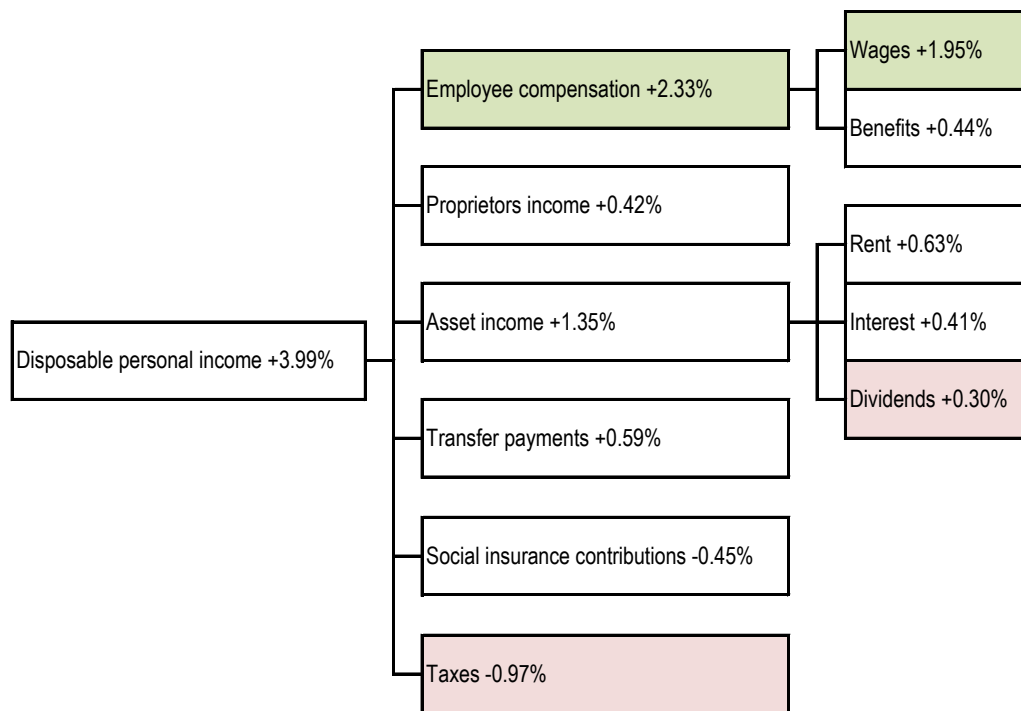 Disposable personal income +3.99%
Employee compensation +2.33%
Wages +1.95%
Benefits +0.44%
Proprietors income +0.42%
Asset income +1.35%
Rent +0.63%
Interest +0.41%
Dividends +0.30%
Transfer payments +0.59%
Social insurance contributions -0.45%
Taxes -0.97%